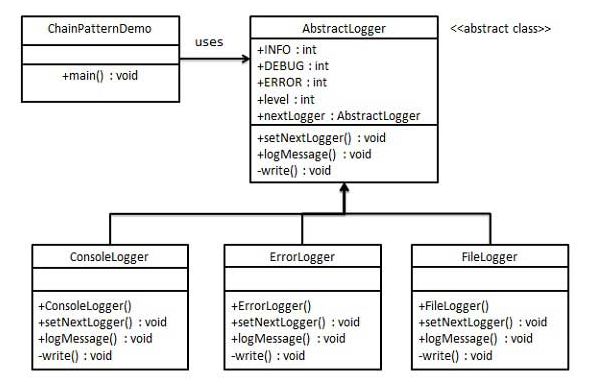 ChainPatternDemo
+main() : void
uses
AbstractLogger
+INFO : int
+DEBUG : int
+ERROR : int
+level : int
+nextLogger : AbstractLogger
+setNextLogger() : void
+logMessage() : void
-write() : void
<<abstract class>>
ConsoleLogger
+ConsoleLogger()
+setNextLogger() : void
+logMessage() : void
-write() : void
ErrorLogger
+ErrorLogger()
+setNextLogger() : void
+logMessage() : void
-write() : void
FileLogger
+FileLogger()
+setNextLogger() : void
+logMessage() : void
-write() : void